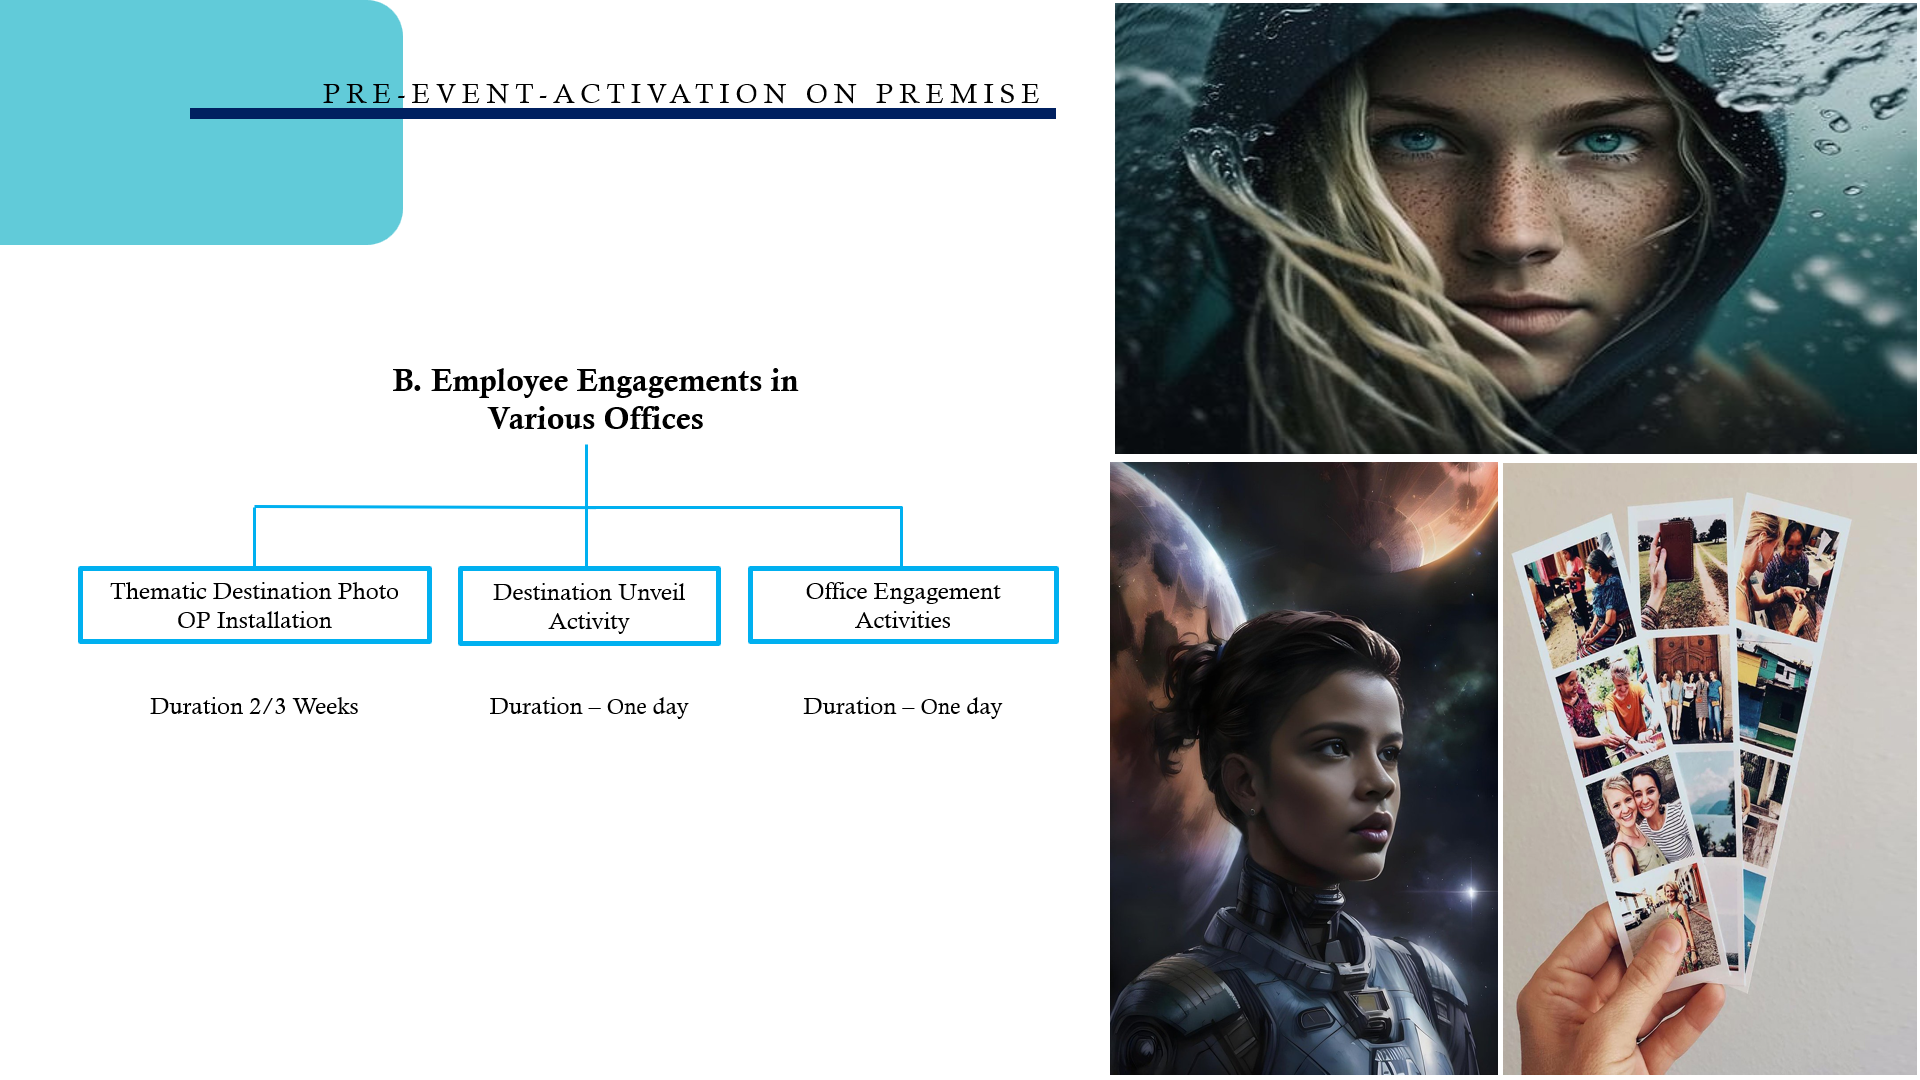 PRE-EVENT-ACTIVATION ON PREMISE
B. Employee Engagements in
Various Offices
Thematic Destination Photo
OP Installation
Destination Unveil
Activity
Office Engagement
Activities
Duration 2/3 Weeks
Duration – One day
Duration – One day